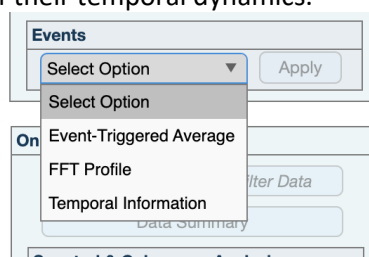 their temporal dynamics.
Events
Select Option
Apply
Select Option
Event-Triggered Average
On
FFT Profile
Filter Data
Temporal Information
Data Summary